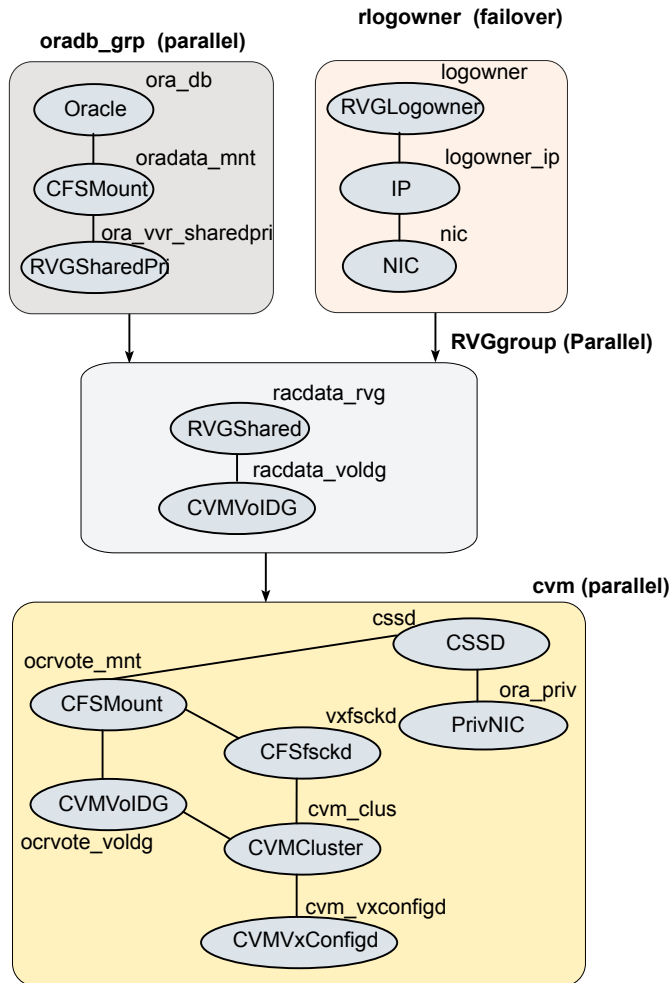 rlogowner (failover)
oradb_grp (parallel)
ora_db
Oracle
oradata_mnt
CFSMount
ora_vvr_sharedpri
RVGSharedPri
logowner
RVGLogowner
logowner_ip
IP
nic
NIC
RVGgroup (Parallel)
racdata_rvg
RVGShared
racdata_voldg
CVMVolDG
cvm (parallel)
cssd
CSSD
ocrvote_mnt
CFSMount
ora_priv
PrivNIC
vxfsckd
CFSfsckd
CVMVolDG
ocrvote_voldg
cvm_clus
CVMCluster
cvm_vxconfigd
CVMVxConfigd